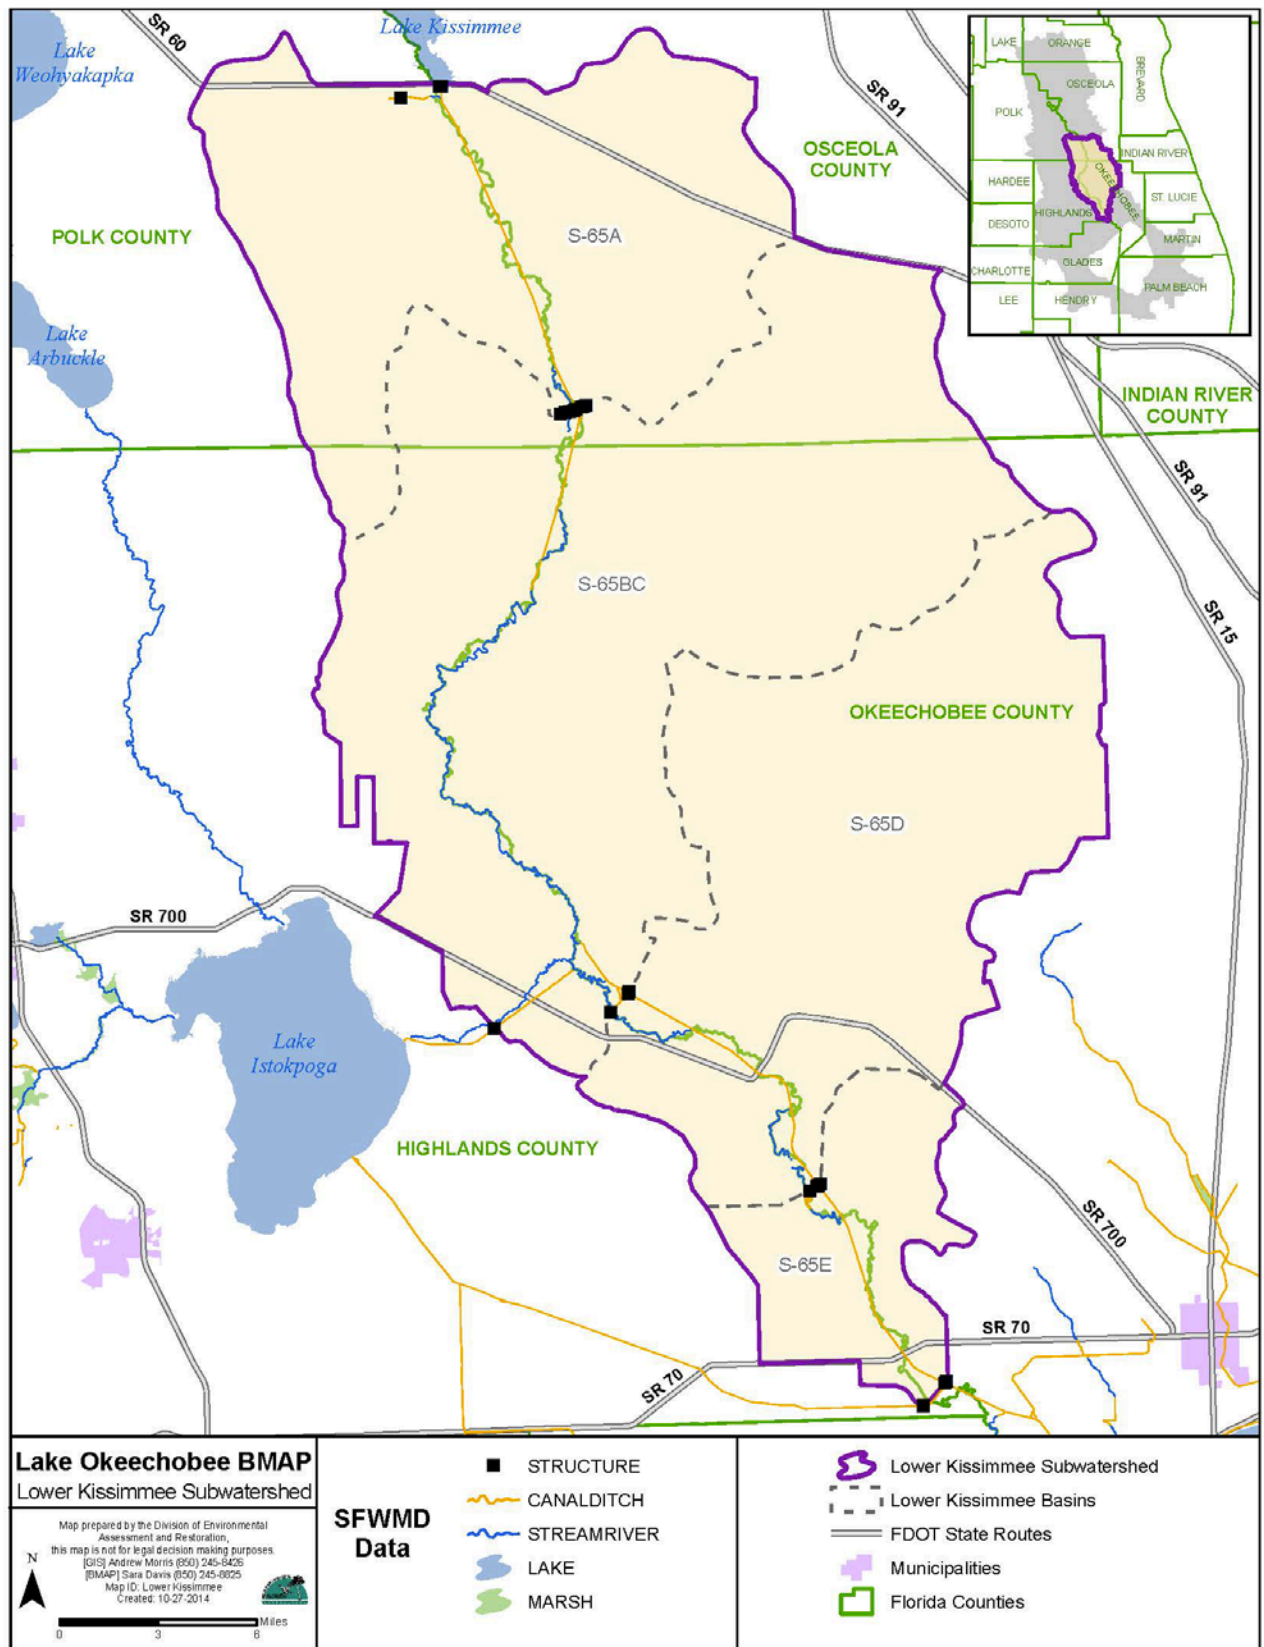 SR 60
Lake Kissimmee
Lake
Weohyakapka
SR 91
OSCEOLA
COUNTY
POLK COUNTY
S-65A
LAKE
ORANGE
BREVARD
OSCEOLA
POLK
INDIAN RIVER
HARDEE
OKEECHOBEE
ST. LUCIE
HIGHLANDS
DESOTO
MARTIN
GLADES
CHARLOTTE
PALM BEACH
LEE
HENDRY
Lake
Arbuckle
INDIAN RIVER
COUNTY
SR 91
S-65BC
SR 15
OKEECHOBEE COUNTY
S-65D
SR 700
Lake
Istokpoga
HIGHLANDS COUNTY
SR 700
S-65E
SR 70
SR 70
Lake Okeechobee BMAP
Lower Kissimmee Subwatershed
Map prepared by the Division of Environmental
Assessment and Restoration,
this map is not for legal decision making purposes.
[GIS] Andrew Morris (850) 245-8426
[BMAP] Sara Davis (850) 245-8825
Map ID: Lower Kissimmee
Created: 10-27-2014
N
Miles
0 3 6
SFWMD
Data
STRUCTURE
CANALDITCH
STREAMRIVER
LAKE
MARSH
Lower Kissimmee Subwatershed
Lower Kissimmee Basins
FDOT State Routes
Municipalities
Florida Counties